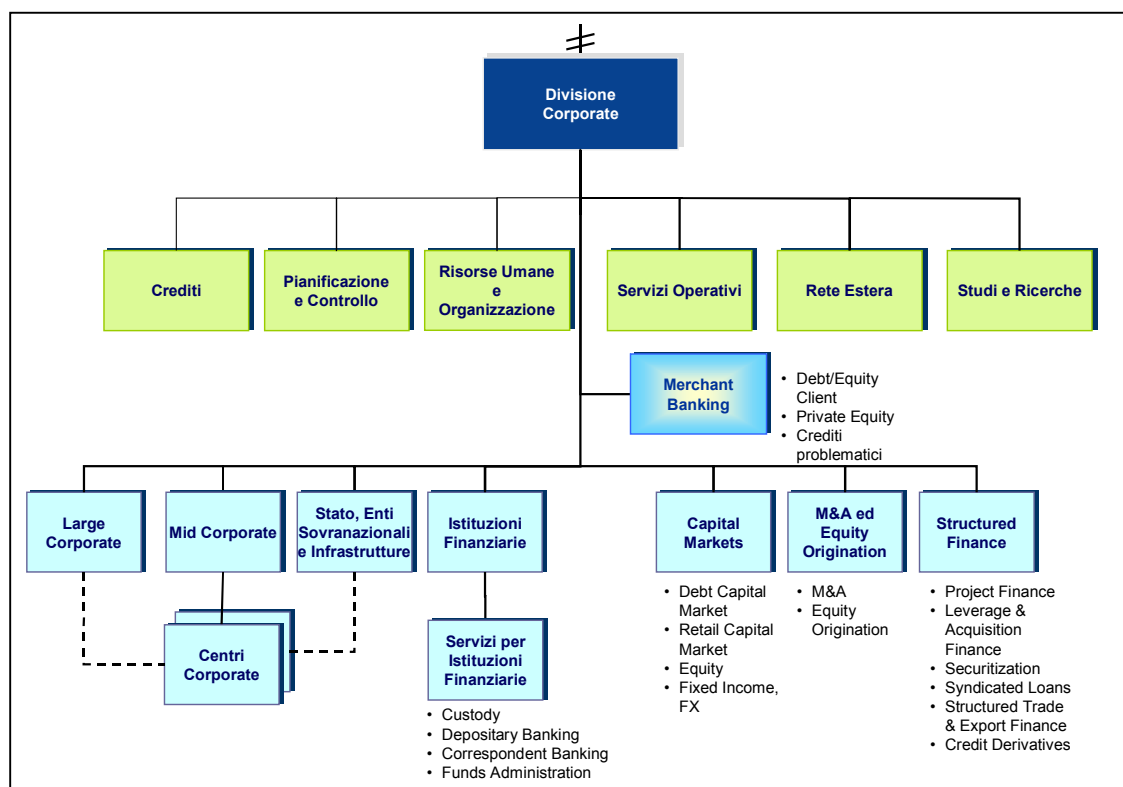 Divisione
Corporate
Crediti
Pianificazione
e Controllo
Risorse Umane
e
Organizzazione
Servizi Operativi
Rete Estera
Studi e Ricerche
Merchant
Banking
• Debt/Equity
Client
• Private Equity
• Crediti
problematici
Large
Corporate
Mid Corporate
Stato, Enti
Sovranazionali
e Infrastrutture
Istituzioni
Finanziarie
Capital
Markets
M&A ed
Equity
Origination
Structured
Finance
Centri
Corporate
Servizi per
Istituzioni
Finanziarie
• Custody
• Depositary Banking
• Correspondent Banking
• Funds Administration
• Debt Capital
Market
• Retail Capital
Market
• Equity
• Fixed Income,
FX
• M&A
• Equity
Origination
• Project Finance
• Leverage &
Acquisition
Finance
• Securitization
• Syndicated Loans
• Structured Trade
& Export Finance
• Credit Derivatives